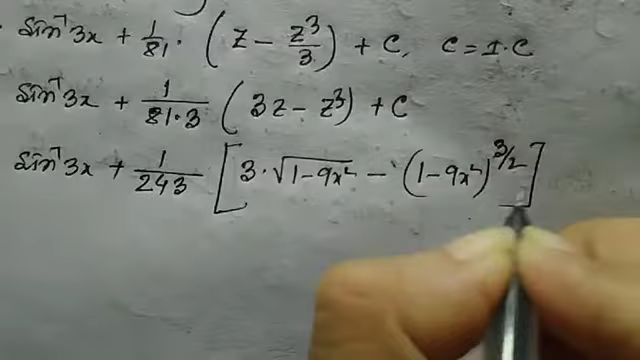 sin⁻¹3x + 1/81 · (z − z³/3) + c, c = I.C
sin⁻¹3x + 1/81·3 (3z − z³) + c
sin⁻¹3x + 1/243 [3·√1−9x² − (1−9x²)^3/2]